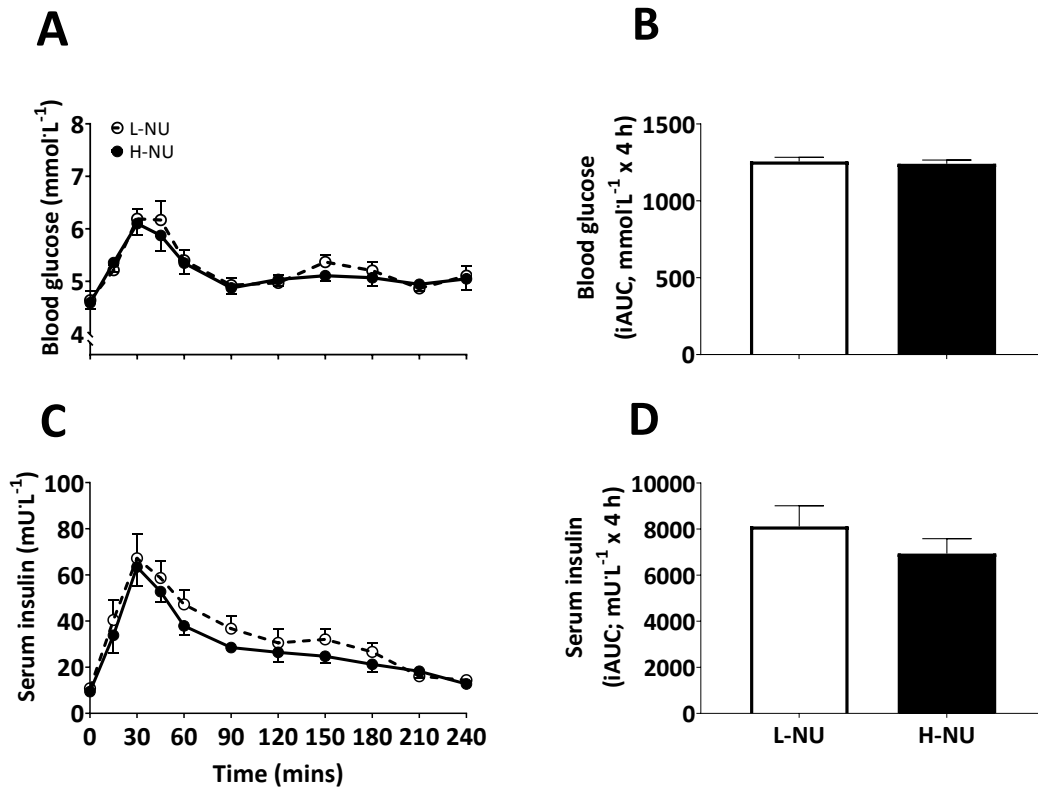 A
B
Blood glucose (mmol·L⁻¹)
8
7
6
5
4
L-NU
H-NU
Blood glucose
(iAUC, mmol·L⁻¹ x 4 h)
1500
1000
500
0
C
D
Serum insulin (mU·L⁻¹)
100
80
60
40
20
0
0 30 60 90 120 150 180 210 240
Time (mins)
Serum insulin
(iAUC; mU·L⁻¹ x 4 h)
10000
8000
6000
4000
2000
0
L-NU H-NU